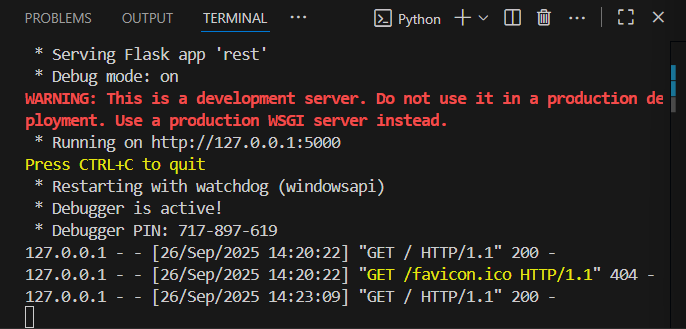 PROBLEMS OUTPUT TERMINAL ... Python
* Serving Flask app 'rest'
* Debug mode: on
WARNING: This is a development server. Do not use it in a production de
ployment. Use a production WSGI server instead.
* Running on http://127.0.0.1:5000
Press CTRL+C to quit
* Restarting with watchdog (windowsapi)
* Debugger is active!
* Debugger PIN: 717-897-619
127.0.0.1 - - [26/Sep/2025 14:20:22] "GET / HTTP/1.1" 200 -
127.0.0.1 - - [26/Sep/2025 14:20:22] "GET /favicon.ico HTTP/1.1" 404 -
127.0.0.1 - - [26/Sep/2025 14:23:09] "GET / HTTP/1.1" 200 -